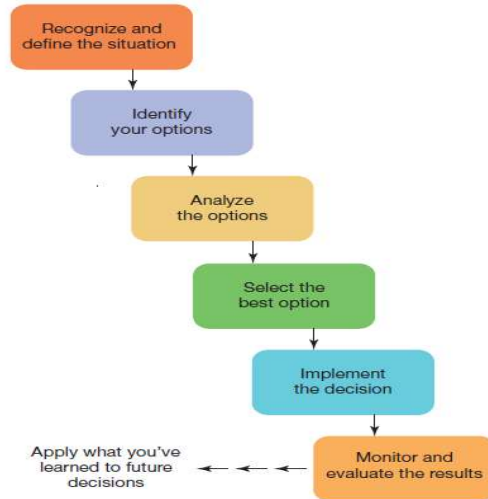 Recognize and
define the situation
Identify
your options
Analyze
the options
Select the
best option
Implement
the decision
Apply what you've
learned to future
decisions
Monitor and
evaluate the results